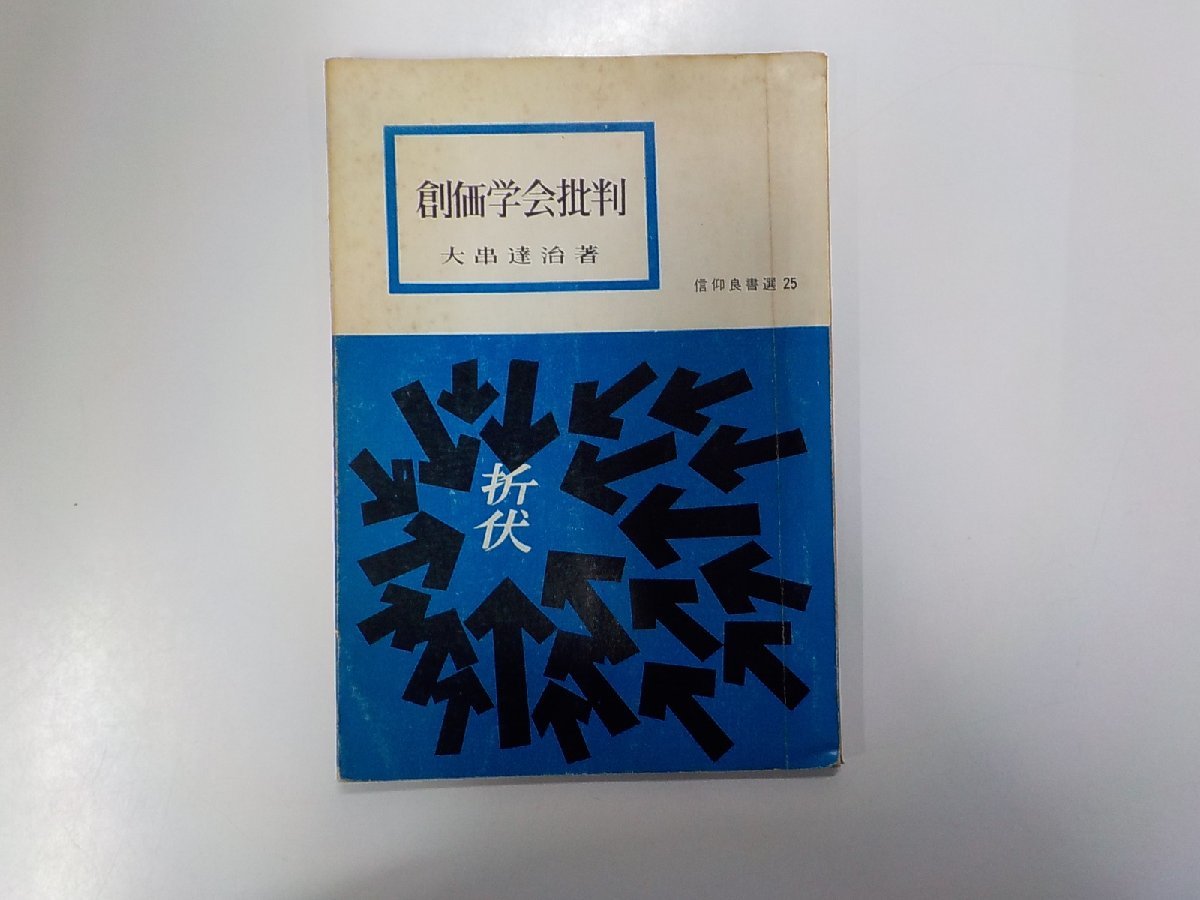 創価学会批判
大串達治著
信仰良書選 25
折
伏